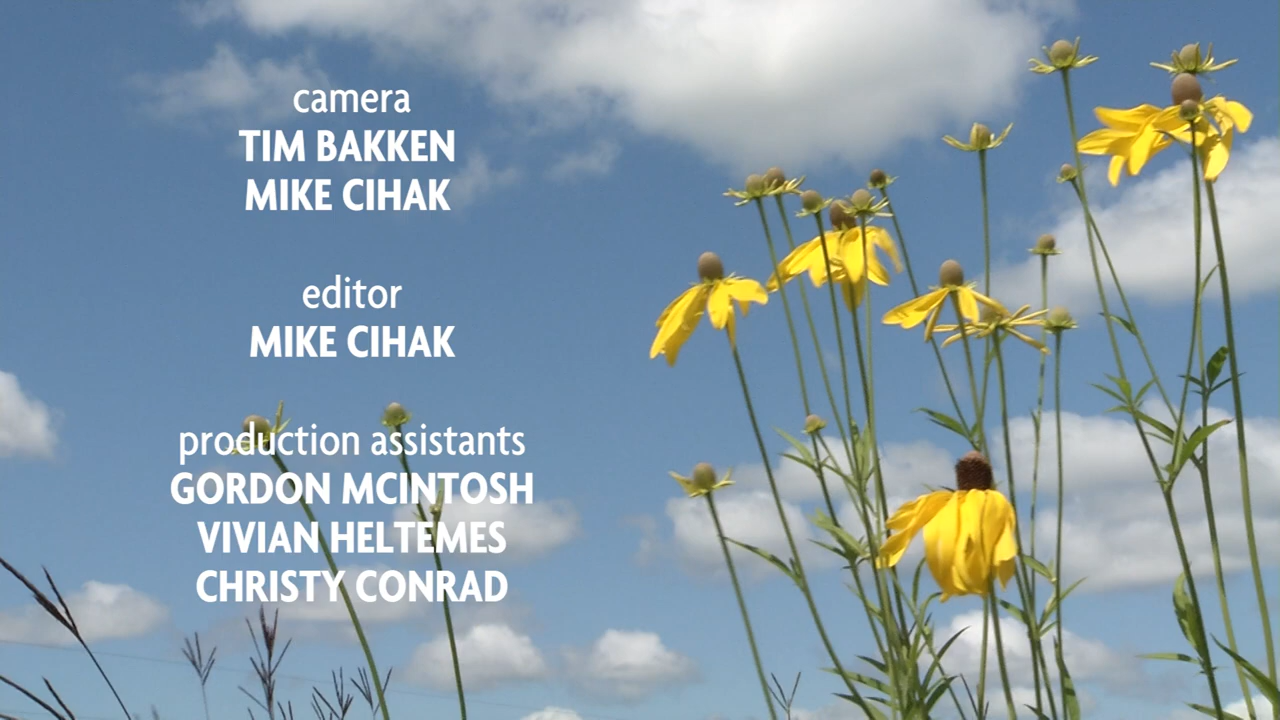 camera
TIM BAKKEN
MIKE CIHAK
editor
MIKE CIHAK
production assistants
GORDON MCINTOSH
VIVIAN HELTEMES
CHRISTY CONRAD